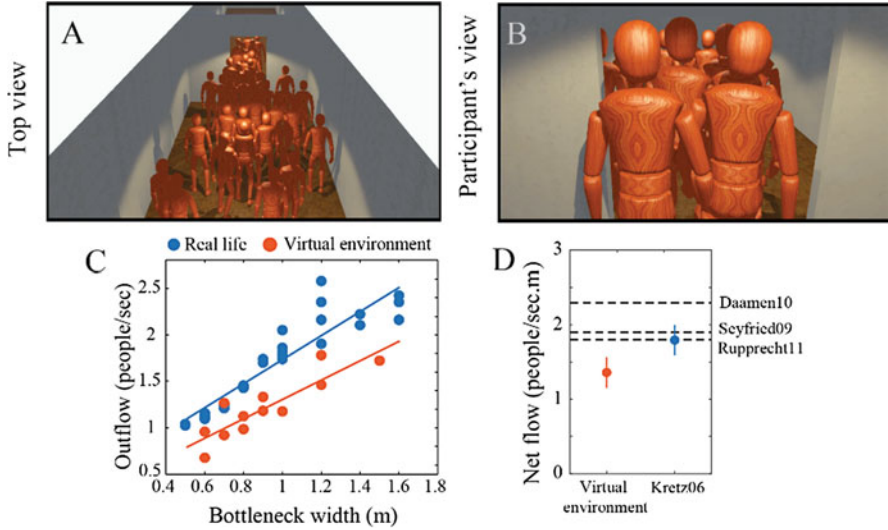 A
Top view
B
Participant's view
C
Real life
Virtual environment
Outflow (people/sec)
2.5
2
1.5
1
0.5
0.4
0.6
0.8
1
1.2
1.4
1.6
1.8
Bottleneck width (m)
D
Net flow (people/sec.m)
3
2
1
0
Daamen10
Seyfried09
Rupprecht11
Virtual
environment
Kretz06